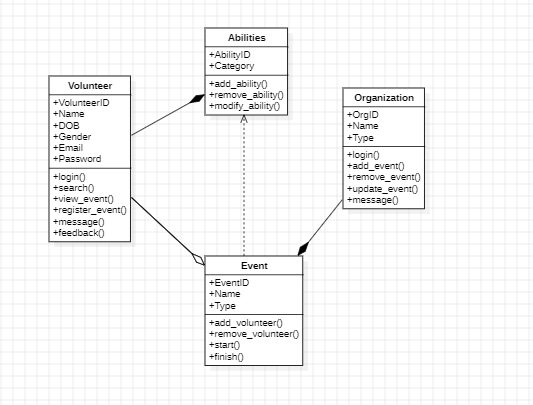 Abilities
+AbilityID
+Category
+add_ability()
+remove_ability()
+modify_ability()
Volunteer
+VolunteerID
+Name
+DOB
+Gender
+Email
+Password
+login()
+search()
+view_event()
+register_event()
+message()
+feedback()
Organization
+OrgID
+Name
+Type
+login()
+add_event()
+remove_event()
+update_event()
+message()
Event
+EventID
+Name
+Type
+add_volunteer()
+remove_volunteer()
+start()
+finish()